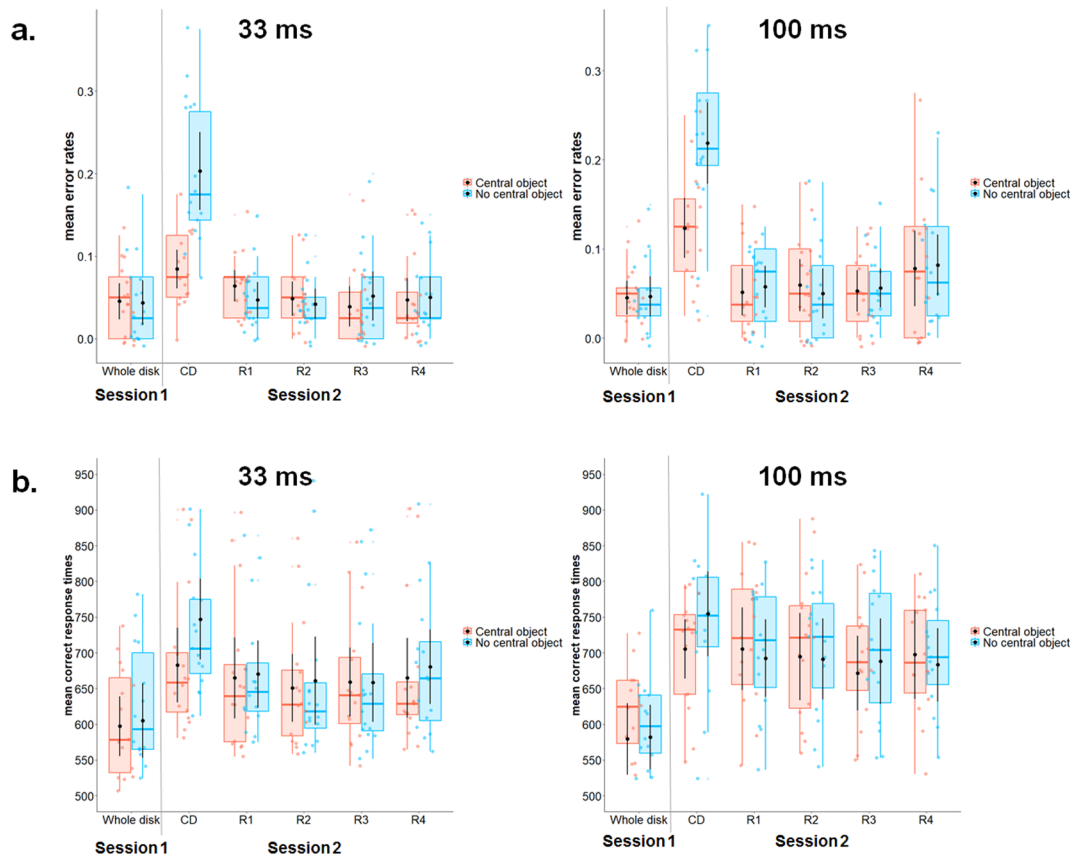 a.
33 ms
100 ms
mean error rates
0.3
0.2
0.1
0.0
Whole disk CD R1 R2 R3 R4
Session 1 Session 2
Central object
No central object
mean error rates
0.3
0.2
0.1
0.0
Whole disk CD R1 R2 R3 R4
Session 1 Session 2
Central object
No central object
b.
33 ms
100 ms
mean correct response times
950
900
850
800
750
700
650
600
550
500
Whole disk CD R1 R2 R3 R4
Session 1 Session 2
Central object
No central object
mean correct response times
950
900
850
800
750
700
650
600
550
500
Whole disk CD R1 R2 R3 R4
Session 1 Session 2
Central object
No central object